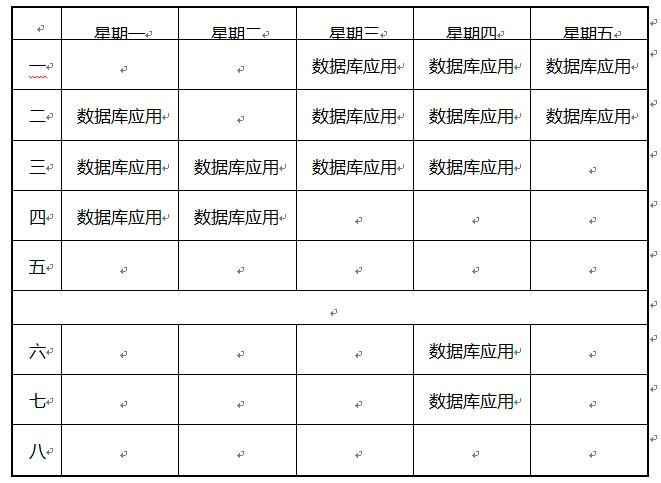 星期一 星期二 星期三 星期四 星期五
一 数据库应用 数据库应用 数据库应用
二 数据库应用 数据库应用 数据库应用 数据库应用
三 数据库应用 数据库应用 数据库应用 数据库应用
四 数据库应用 数据库应用
五
六 数据库应用
七 数据库应用
八